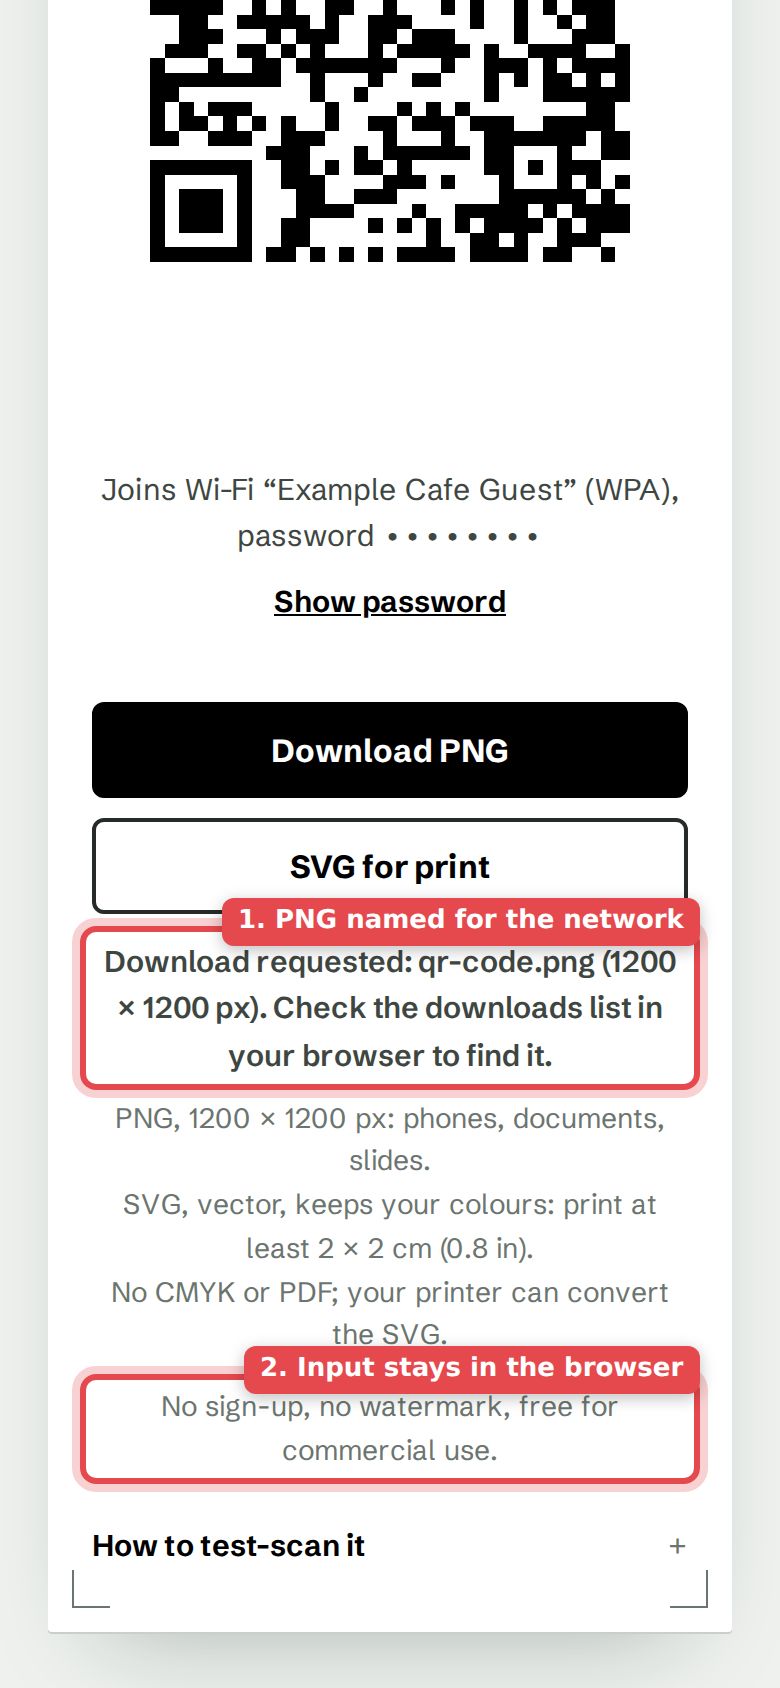 Joins Wi-Fi “Example Cafe Guest” (WPA),
password ••••••••
Show password
Download PNG
SVG for print
1. PNG named for the network
Download requested: qr-code.png (1200
× 1200 px). Check the downloads list in
your browser to find it.
PNG, 1200 × 1200 px: phones, documents,
slides.
SVG, vector, keeps your colours: print at
least 2 × 2 cm (0.8 in).
No CMYK or PDF; your printer can convert
the SVG.
2. Input stays in the browser
No sign-up, no watermark, free for
commercial use.
How to test-scan it +